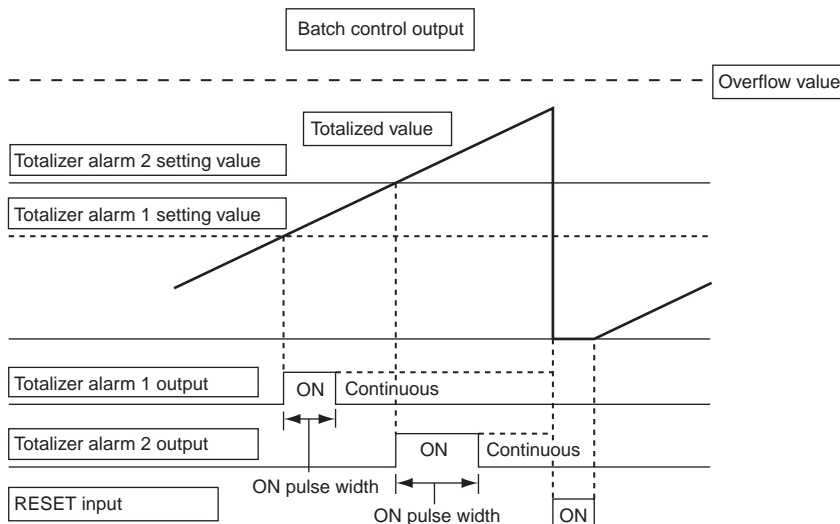 Batch control output
Overflow value
Totalized value
Totalizer alarm 2 setting value
Totalizer alarm 1 setting value
Totalizer alarm 1 output
ON
Continuous
Totalizer alarm 2 output
ON
Continuous
ON pulse width
RESET input
ON pulse width
ON